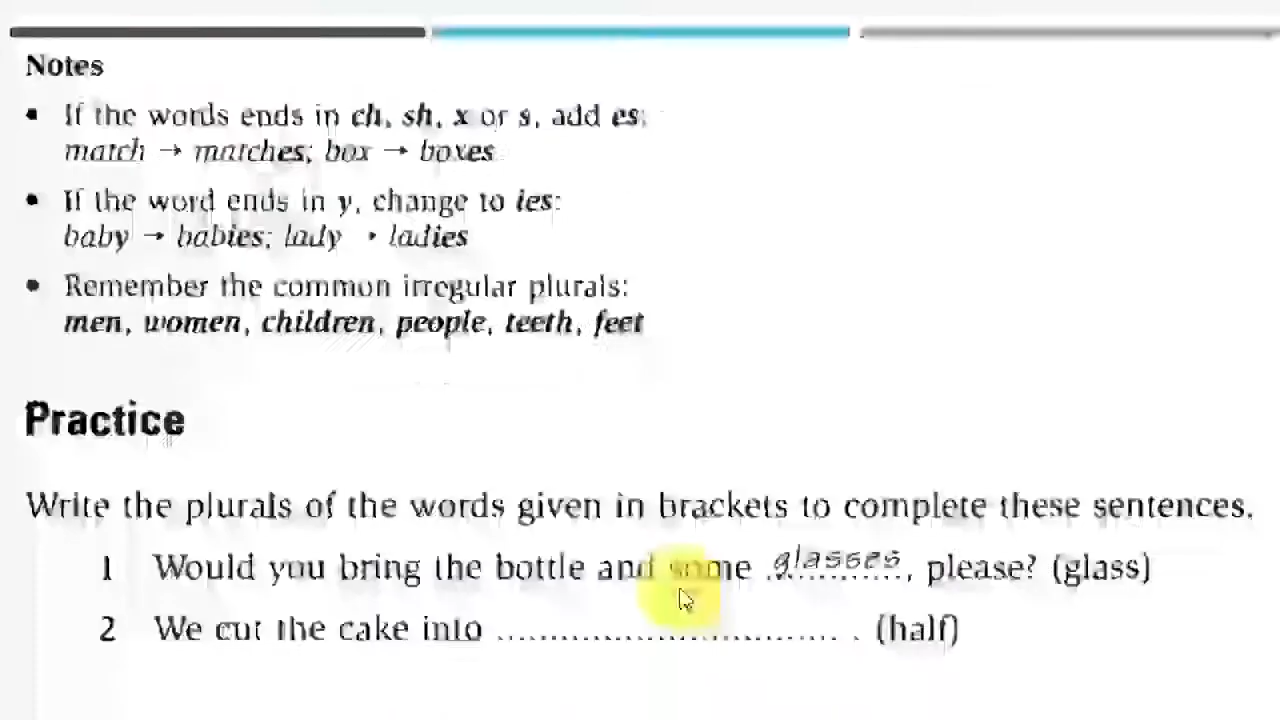 Notes
• If the words ends in ch, sh, x or s, add es:
match → matches; box → boxes
• If the word ends in y, change to ies:
baby → babies; lady → ladies
• Remember the common irregular plurals:
men, women, children, people, teeth, feet
Practice
Write the plurals of the words given in brackets to complete these sentences.
1 Would you bring the bottle and some glasses, please? (glass)
2 We cut the cake into .................................. . (half)